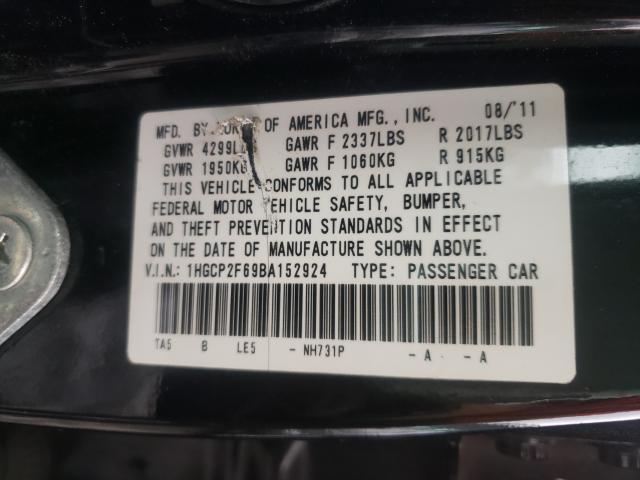 MFD. BY OF AMERICA MFG., INC. 08/'11
GVWR 4299L GAWR F 2337LBS R 2017LBS
GVWR 1950KG GAWR F 1060KG R 915KG
THIS VEHICLE CONFORMS TO ALL APPLICABLE
FEDERAL MOTOR VEHICLE SAFETY, BUMPER,
AND THEFT PREVENTION STANDARDS IN EFFECT
ON THE DATE OF MANUFACTURE SHOWN ABOVE.
V.I.N.: 1HGCP2F69BA152924 TYPE: PASSENGER CAR
TA5 B LE5 - NH731P - A - A